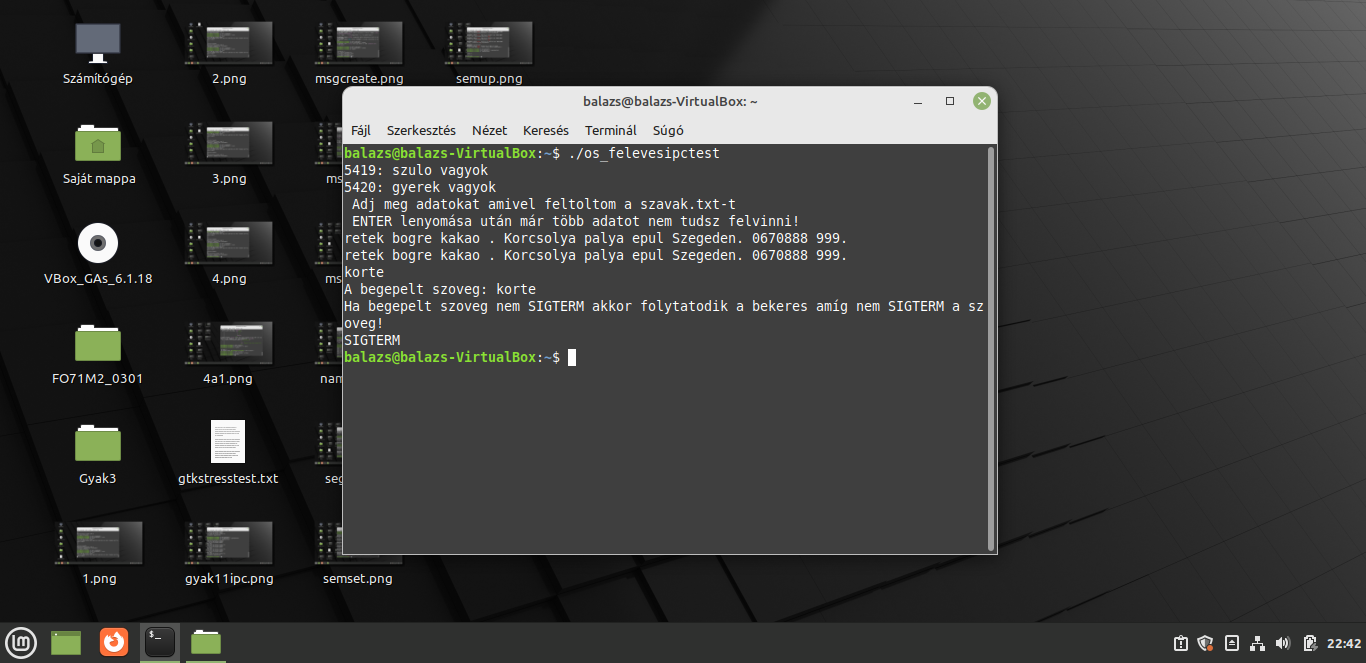 Számítógép
2.png
msgcreate.png
semup.png
balazs@balazs-VirtualBox: ~
Fájl Szerkesztés Nézet Keresés Terminál Súgó
balazs@balazs-VirtualBox:~$ ./os_felevesipctest
5419: szulo vagyok
5420: gyerek vagyok
Adj meg adatokat amivel feltoltom a szavak.txt-t
ENTER lenyomása után már több adatot nem tudsz felvinni!
retek bogre kakao . Korcsolya palya epul Szegeden. 0670888 999.
retek bogre kakao . Korcsolya palya epul Szegeden. 0670888 999.
korte
A begepelt szoveg: korte
Ha begepelt szoveg nem SIGTERM akkor folytatodik a bekeres amíg nem SIGTERM a sz
oveg!
SIGTERM
balazs@balazs-VirtualBox:~$
Saját mappa
3.png
ms
VBox_GAs_6.1.18
4.png
ms
FO71M2_0301
4a1.png
nam
Gyak3
gtkstresstest.txt
seg
1.png
gyak11ipc.png
semset.png
lm
$_
22:42